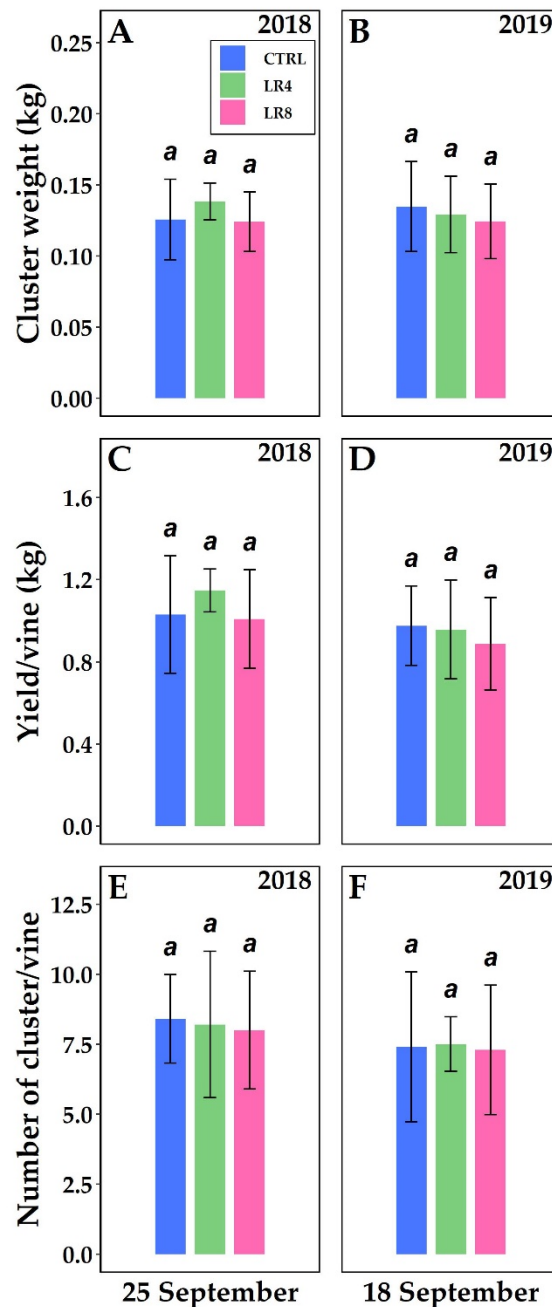 A 2018
CTRL
LR4
LR8
a a a
0.25
0.20
0.15
0.10
0.05
0.00
Cluster weight (kg)
B 2019
a a a
C 2018
a a a
1.6
1.2
0.8
0.4
0.0
Yield/vine (kg)
D 2019
a a a
E 2018
a a a
12.5
10.0
7.5
5.0
2.5
0.0
Number of cluster/vine
F 2019
a a a
25 September
18 September